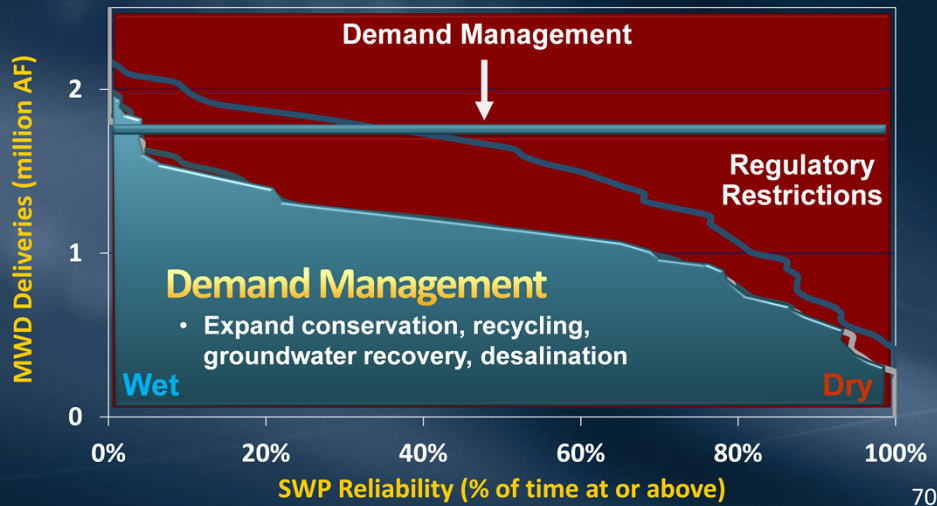 Demand Management
MWD Deliveries (million AF)
2
1
0
Regulatory
Restrictions
Demand Management
• Expand conservation, recycling,
groundwater recovery, desalination
Wet
Dry
0%
20%
40%
60%
80%
100%
SWP Reliability (% of time at or above)
70